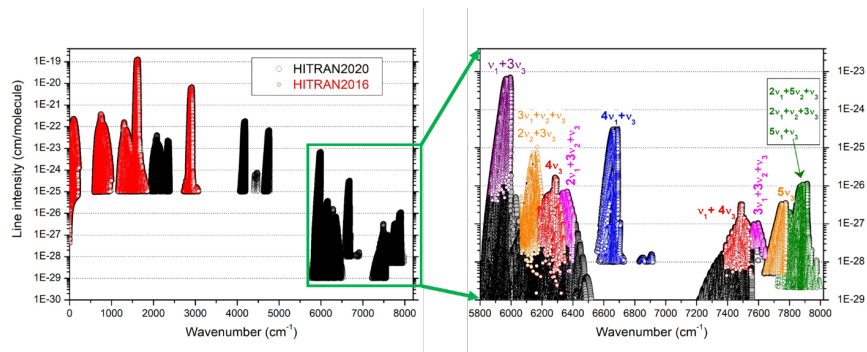 1E-19
1E-20
1E-21
1E-22
1E-23
1E-24
1E-25
1E-26
1E-27
1E-28
1E-29
1E-30
Line intensity (cm/molecule)
HITRAN2020
HITRAN2016
0 1000 2000 3000 4000 5000 6000 7000 8000
Wavenumber (cm⁻¹)
ν₁+3ν₃
3ν₁+ν₂+ν₃
2ν₂+3ν₃
4ν₃
2ν₁+3ν₂+ν₃
4ν₁+ν₃
ν₁+ 4ν₃
3ν₁+3ν₂+ν₃
5ν₃
2ν₁+5ν₂+ν₃
2ν₁+ν₂+3ν₃
5ν₁+ν₃
1E-23
1E-24
1E-25
1E-26
1E-27
1E-28
1E-29
5800 6000 6200 6400 6600 6800 7000 7200 7400 7600 7800 8000
Wavenumber (cm⁻¹)